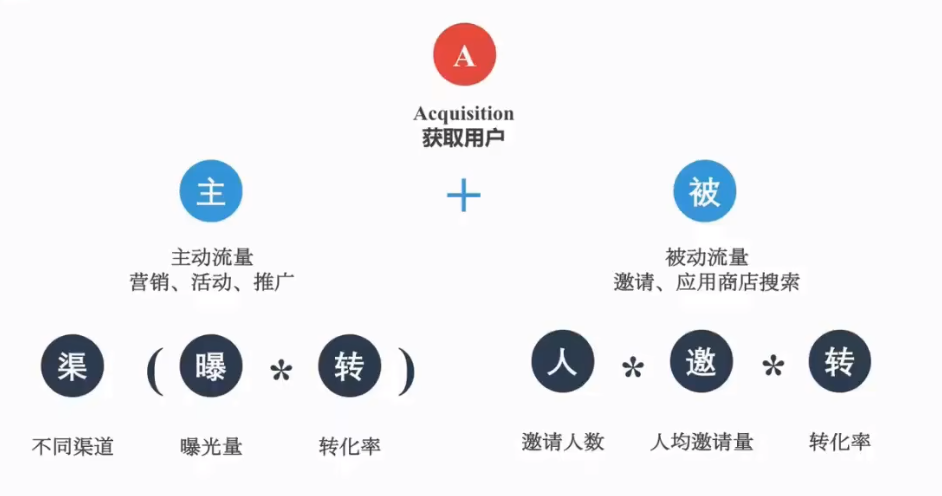 A
Acquisition
获取用户
主 + 被
主动流量
营销、活动、推广
被动流量
邀请、应用商店搜索
渠 ( 曝 * 转 )
人 * 邀 * 转
不同渠道 曝光量 转化率
邀请人数 人均邀请量 转化率